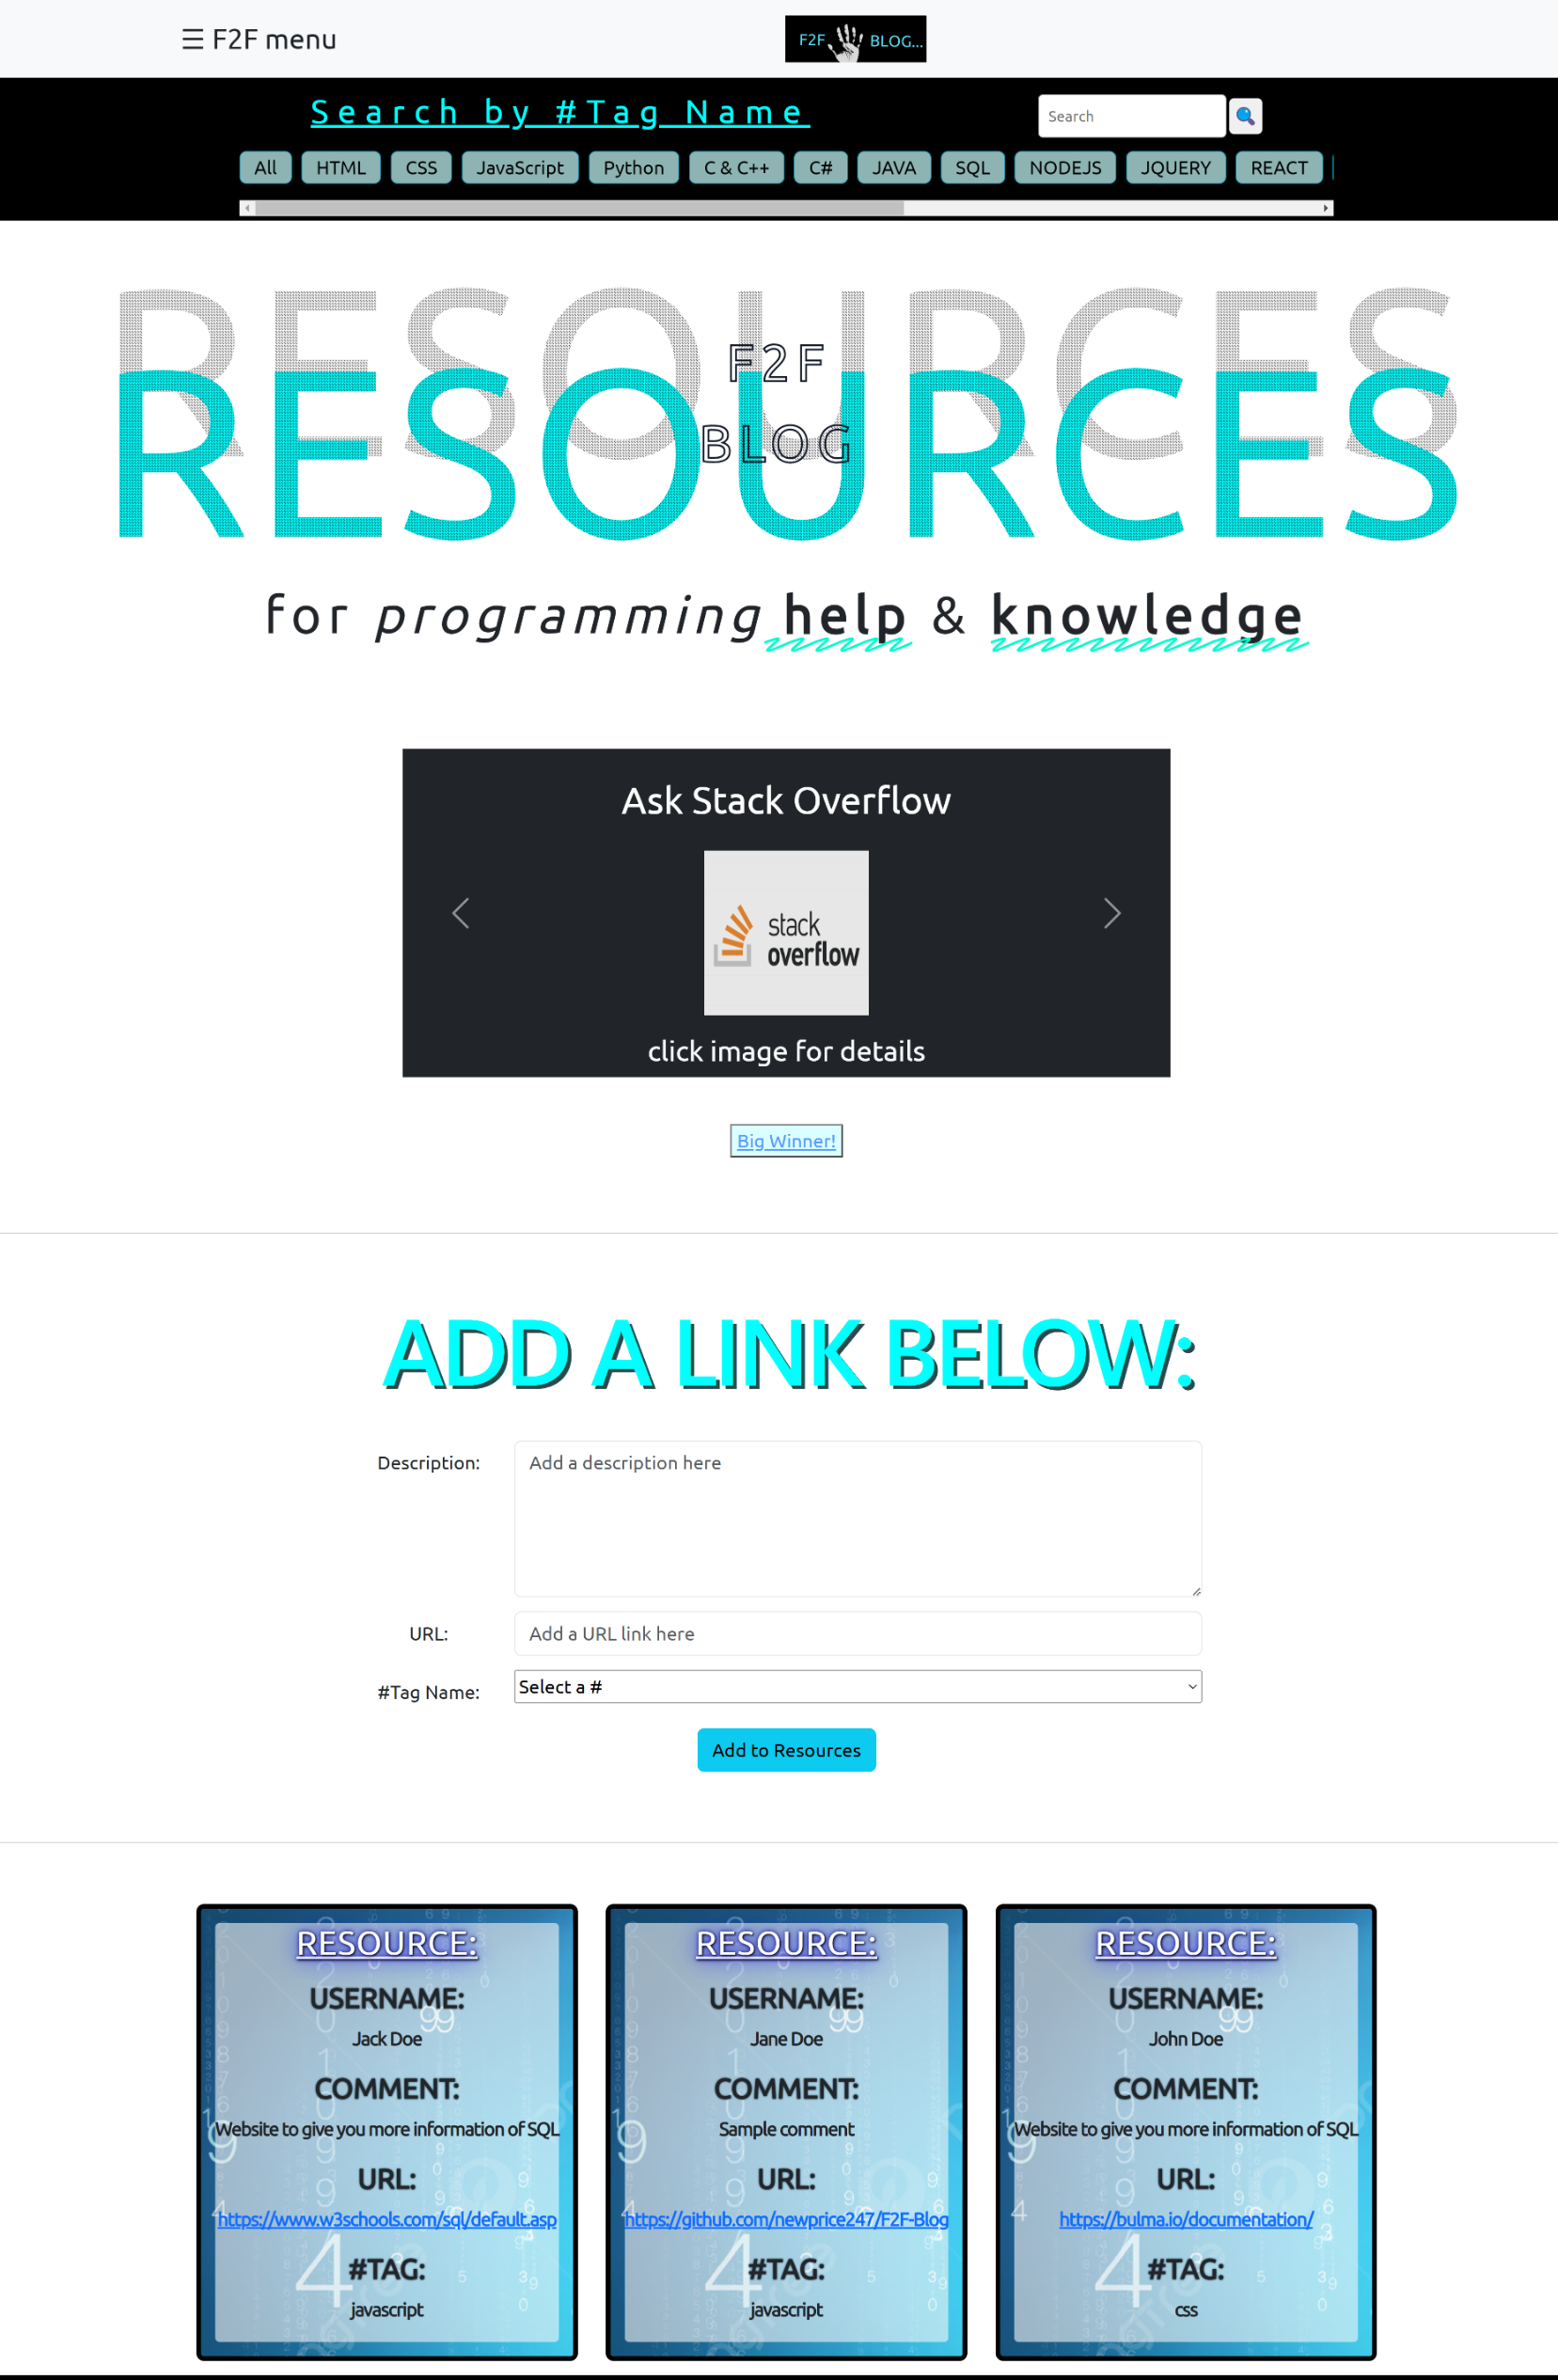 ☰ F2F menu
F2F BLOG...
Search by #Tag Name
Search
All HTML CSS JavaScript Python C & C++ C# JAVA SQL NODEJS JQUERY REACT
RESOURCES
RESOURCES
F2F
BLOG
for programming help & knowledge
Ask Stack Overflow
stack
overflow
click image for details
Big Winner!
ADD A LINK BELOW:
Description:
Add a description here
URL:
Add a URL link here
#Tag Name:
Select a #
Add to Resources
RESOURCE:
USERNAME:
Jack Doe
COMMENT:
Website to give you more information of SQL
URL:
https://www.w3schools.com/sql/default.asp
#TAG:
javascript
RESOURCE:
USERNAME:
Jane Doe
COMMENT:
Sample comment
URL:
https://github.com/newprice247/F2F-Blog
#TAG:
javascript
RESOURCE:
USERNAME:
John Doe
COMMENT:
Website to give you more information of SQL
URL:
https://bulma.io/documentation/
#TAG:
css